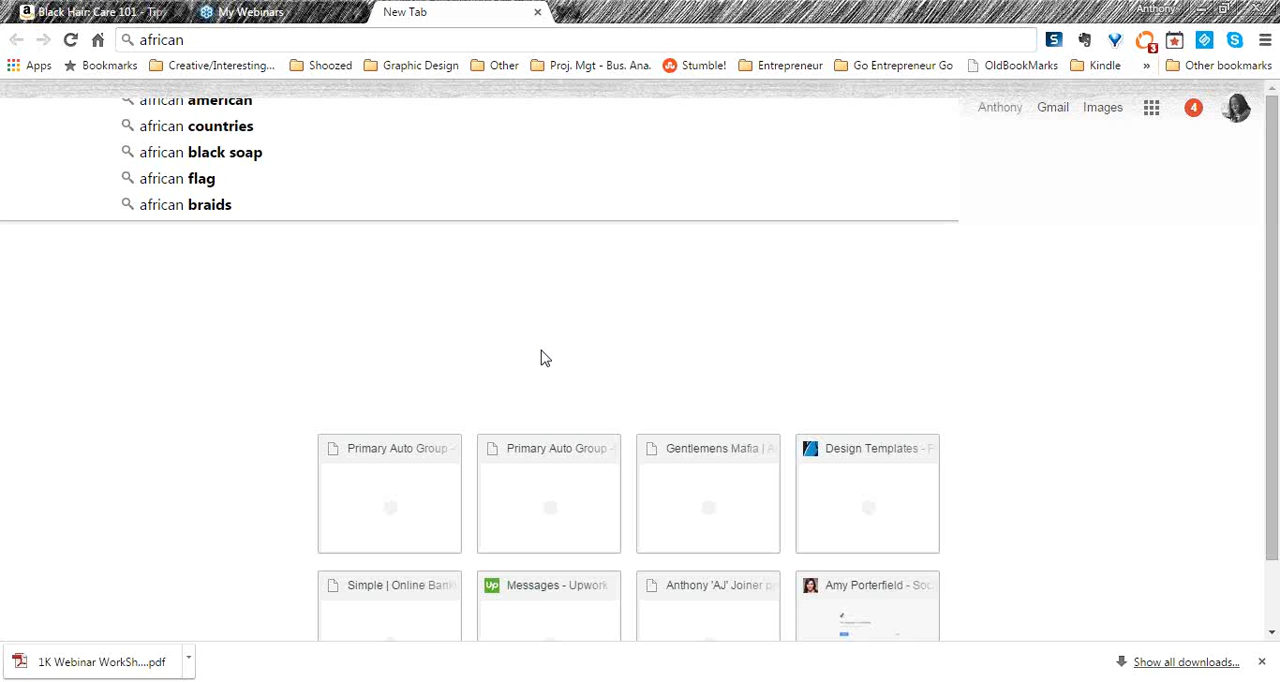 Black Hair: Care 101 - Tips
My Webinars
New Tab
Anthony
african
Apps
Bookmarks
Creative/Interesting...
Shoozed
Graphic Design
Other
Proj. Mgt - Bus. Ana.
Stumble!
Entrepreneur
Go Entrepreneur Go
OldBookMarks
Kindle
»
Other bookmarks
african american
african countries
african black soap
african flag
african braids
Anthony
Gmail
Images
4
Primary Auto Group -
Primary Auto Group -
Gentlemens Mafia | A
Design Templates - F
Simple | Online Bank
Messages - Upwork
Anthony 'AJ' Joiner p
Amy Porterfield - Soc
1K Webinar WorkSh....pdf
Show all downloads...